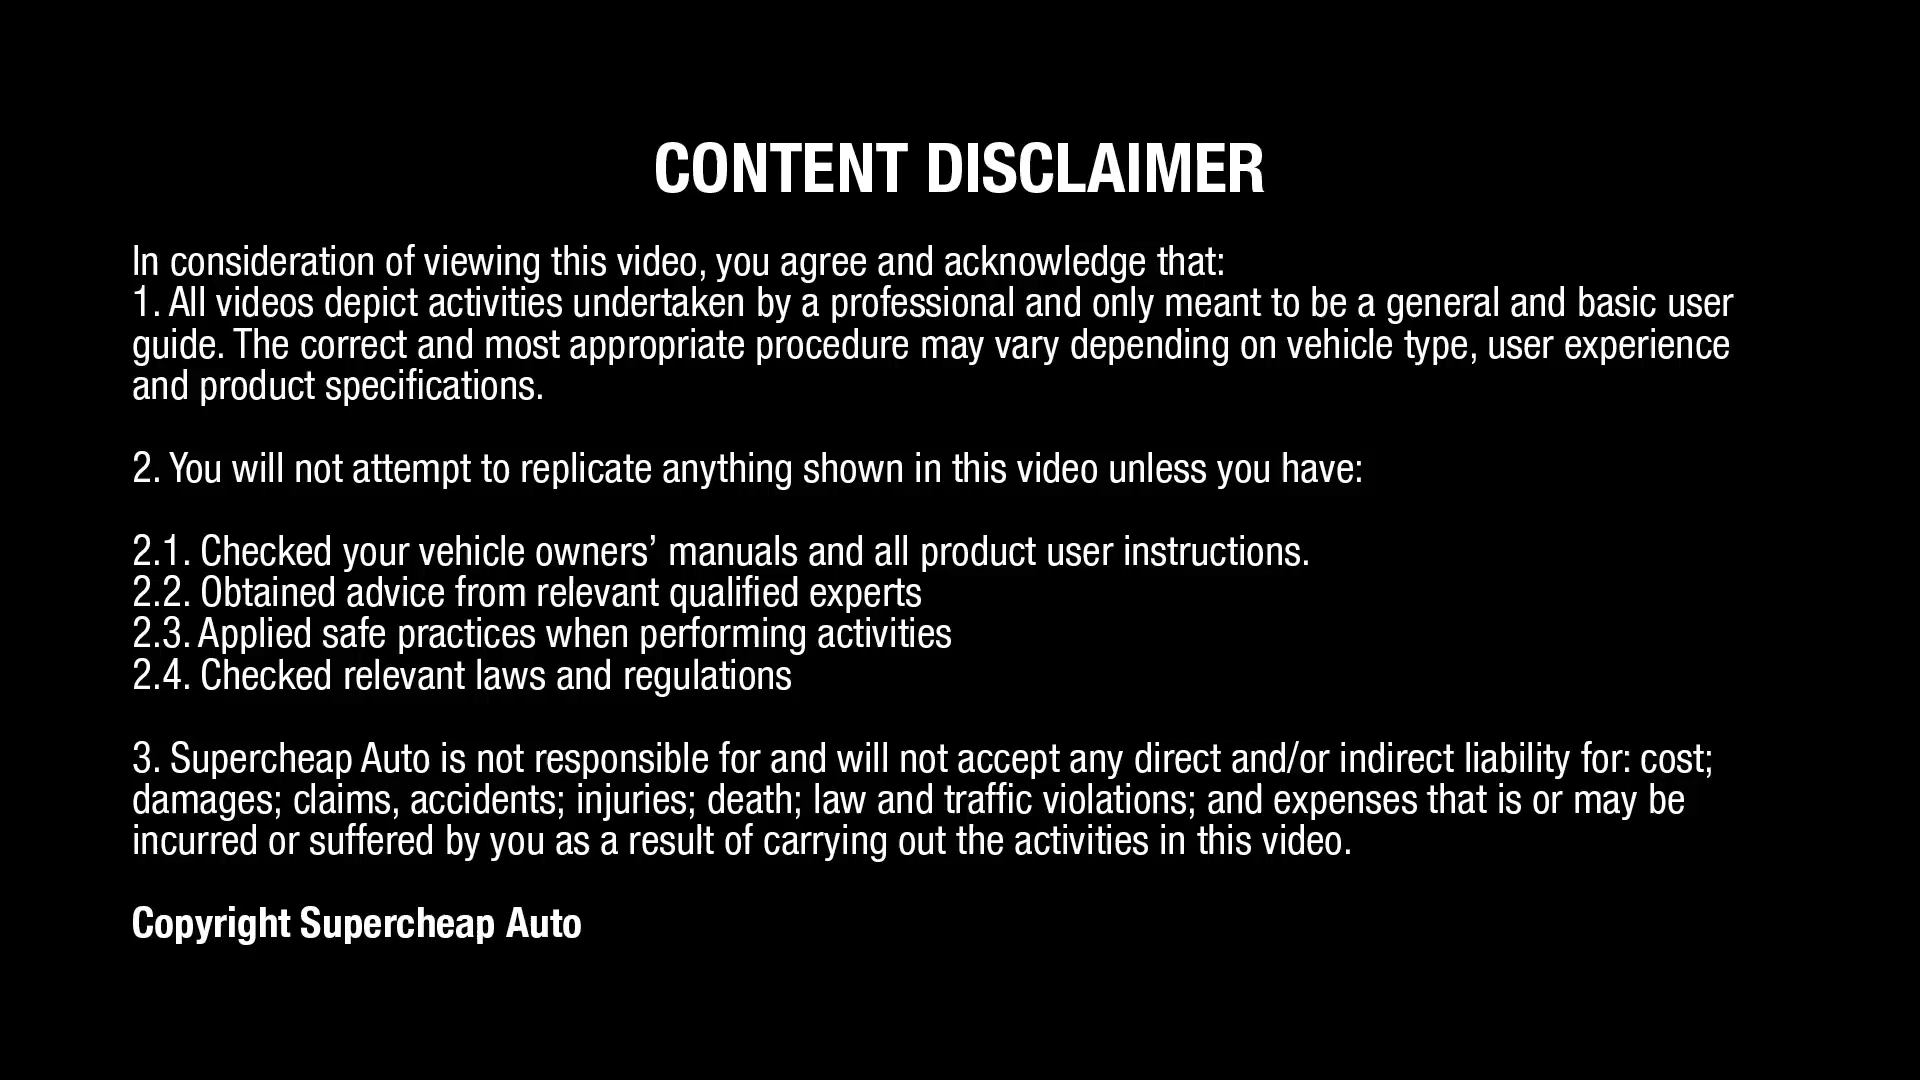 CONTENT DISCLAIMER
In consideration of viewing this video, you agree and acknowledge that:
1. All videos depict activities undertaken by a professional and only meant to be a general and basic user
guide. The correct and most appropriate procedure may vary depending on vehicle type, user experience
and product specifications.
2. You will not attempt to replicate anything shown in this video unless you have:
2.1. Checked your vehicle owners’ manuals and all product user instructions.
2.2. Obtained advice from relevant qualified experts
2.3. Applied safe practices when performing activities
2.4. Checked relevant laws and regulations
3. Supercheap Auto is not responsible for and will not accept any direct and/or indirect liability for: cost;
damages; claims, accidents; injuries; death; law and traffic violations; and expenses that is or may be
incurred or suffered by you as a result of carrying out the activities in this video.
Copyright Supercheap Auto